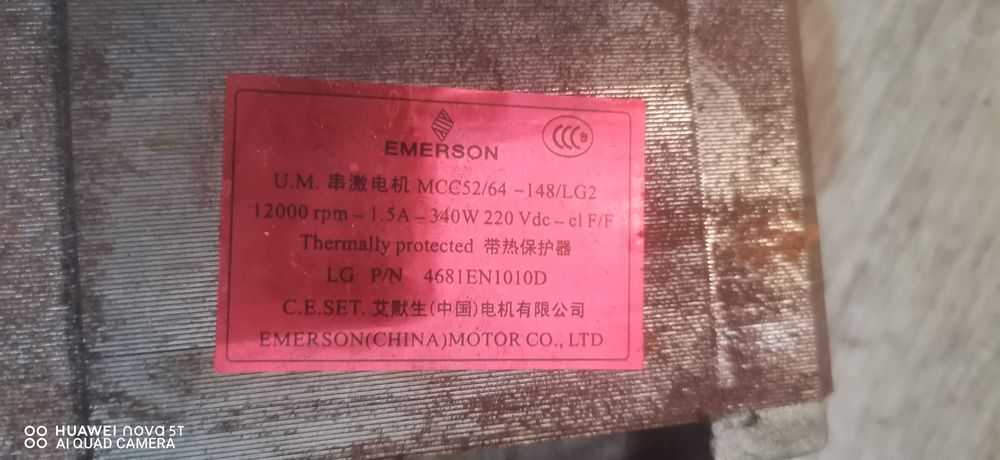 EMERSON
CCC S
U.M. 串激电机 MCC52/64 -148/LG2
12000 rpm - 1.5A - 340W 220 Vdc - cl F/F
Thermally protected 带热保护器
LG P/N 4681EN1010D
C.E.SET. 艾默生(中国)电机有限公司
EMERSON(CHINA)MOTOR CO., LTD
HUAWEI nova 5T
AI QUAD CAMERA